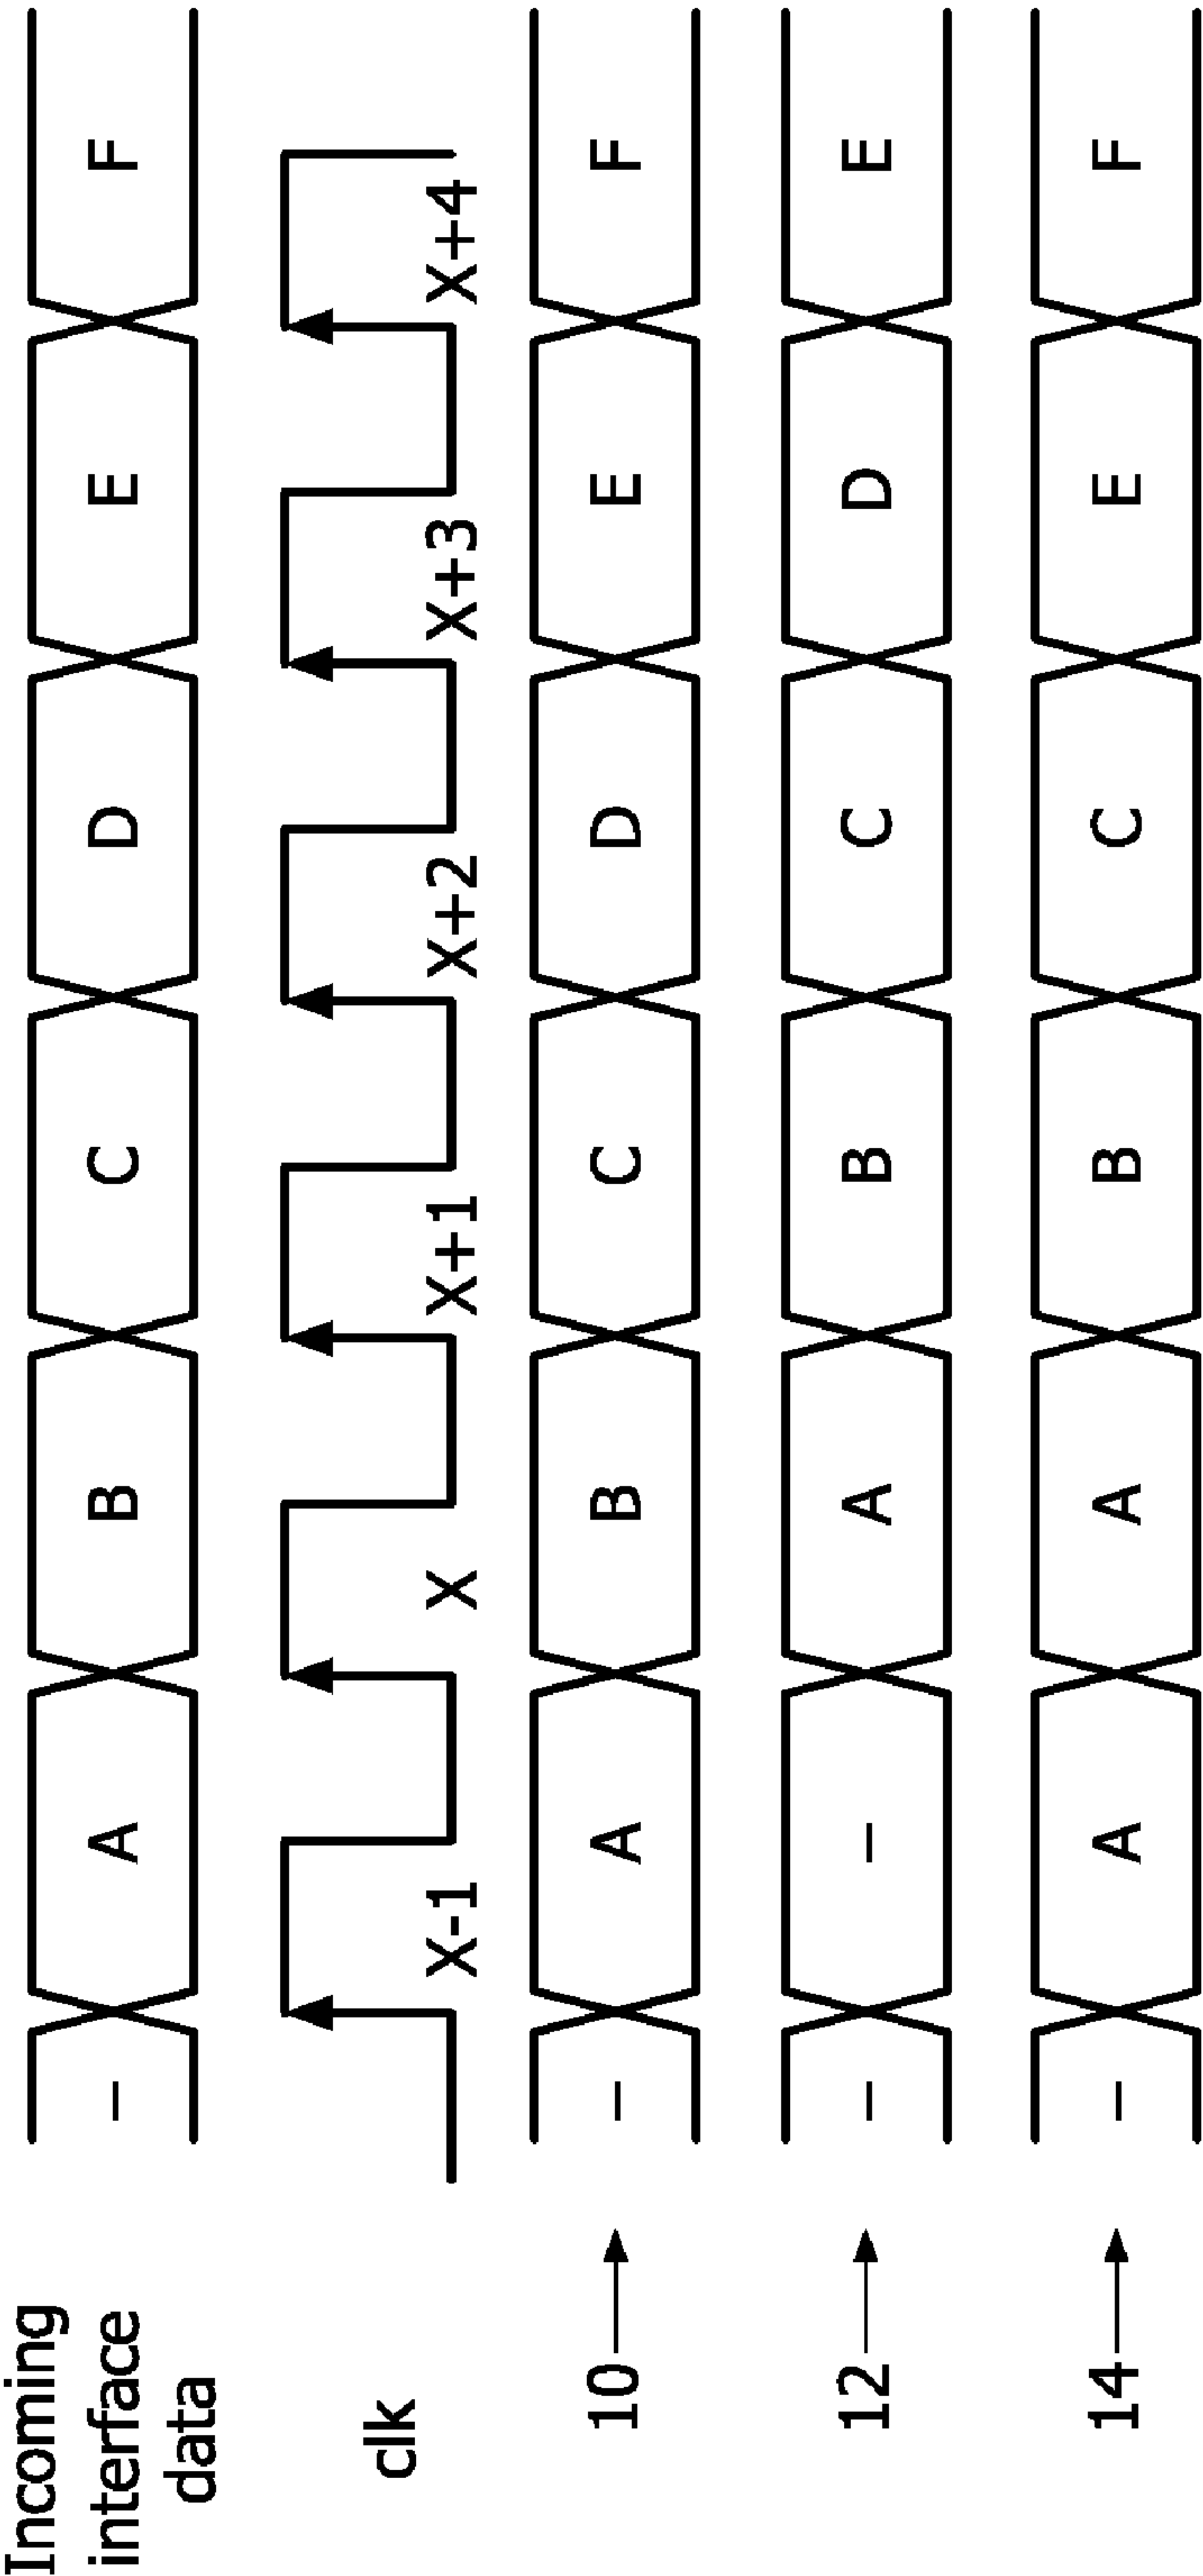 Incoming
interface
data
– A B C D E F
clk
X-1 X X+1 X+2 X+3 X+4
10 – A B C D E F
12 – – A B C D E
14 – A A B C E F